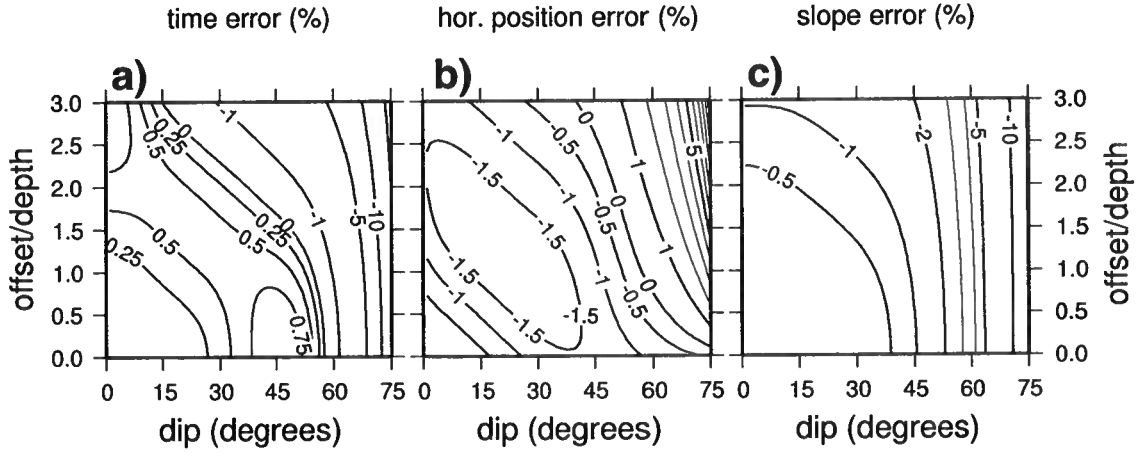 time error (%) hor. position error (%) slope error (%)
a) b) c)
offset/depth
3.0 2.5 2.0 1.5 1.0 0.5 0.0
0.5 0.25 0 -1 -5 -10
0.5 0.25 0 -1
0.5 0.25 0.75
-1 -0.5 0 1 5
-1.5 -1 -0.5 0 1
-1.5 -1.5 -1 -0.5 0
-1.5 -1 -1.5 -1.5
-0.5 -1 -2 -5 -10
3.0 2.5 2.0 1.5 1.0 0.5 0.0
offset/depth
0 15 30 45 60 75 0 15 30 45 60 75 0 15 30 45 60 75
dip (degrees) dip (degrees) dip (degrees)